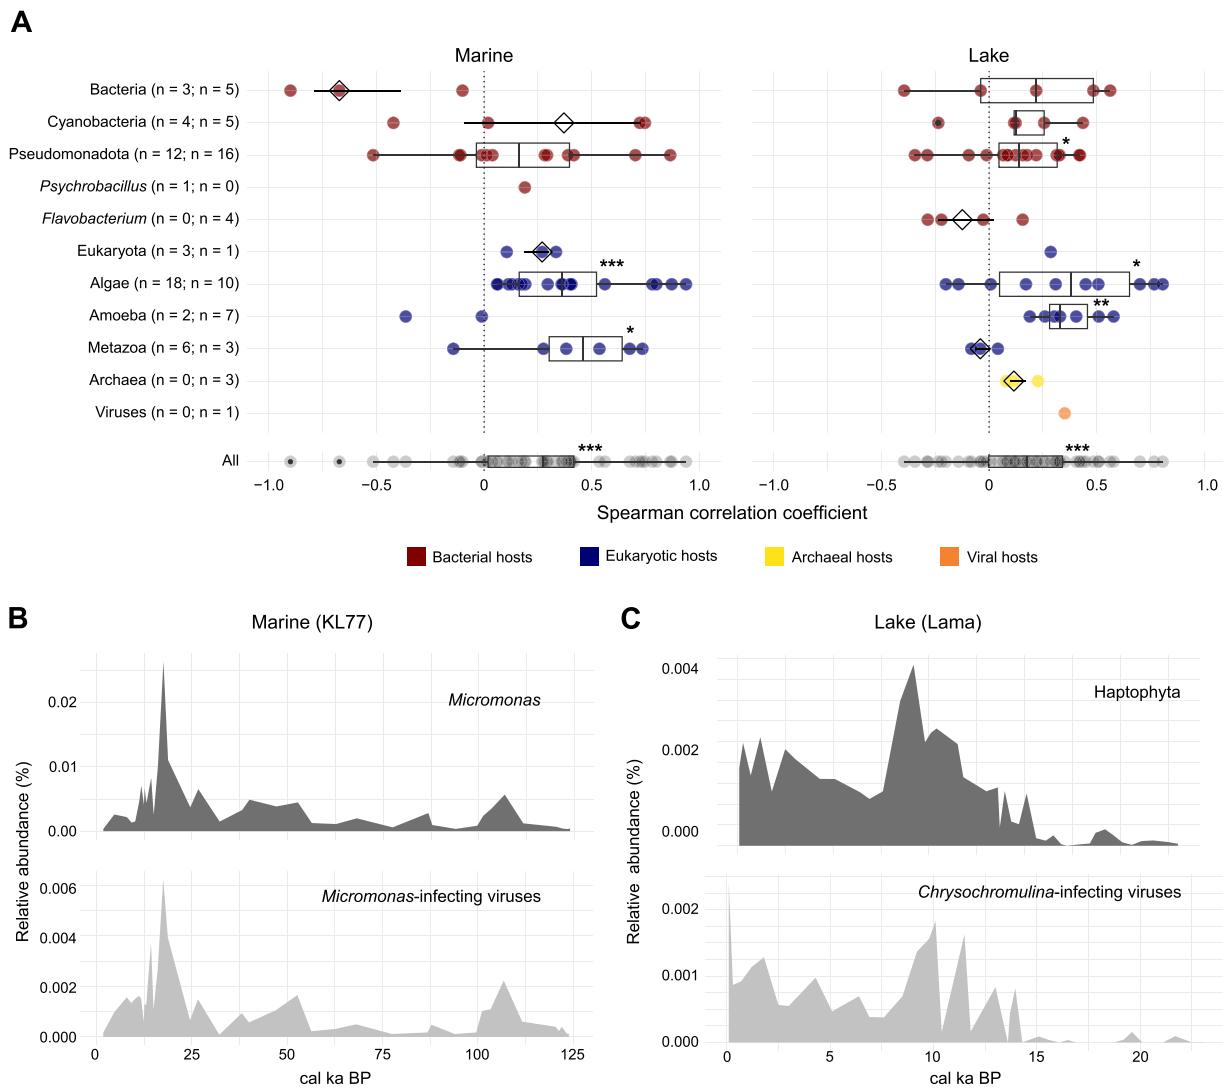 A
Marine
Lake
Bacteria (n = 3; n = 5)
Cyanobacteria (n = 4; n = 5)
Pseudomonadota (n = 12; n = 16)
*
Psychrobacillus (n = 1; n = 0)
Flavobacterium (n = 0; n = 4)
Eukaryota (n = 3; n = 1)
Algae (n = 18; n = 10)
***
*
Amoeba (n = 2; n = 7)
**
Metazoa (n = 6; n = 3)
*
Archaea (n = 0; n = 3)
Viruses (n = 0; n = 1)
All
***
***
−1.0 −0.5 0 0.5 1.0
−1.0 −0.5 0 0.5 1.0
Spearman correlation coefficient
Bacterial hosts
Eukaryotic hosts
Archaeal hosts
Viral hosts
B
Marine (KL77)
Micromonas
0.02
0.01
0.00
Relative abundance (%)
Micromonas-infecting viruses
0.006
0.004
0.002
0.000
0 25 50 75 100 125
cal ka BP
C
Lake (Lama)
Haptophyta
0.004
0.002
0.000
Relative abundance (%)
Chrysochromulina-infecting viruses
0.002
0.001
0.000
0 5 10 15 20
cal ka BP